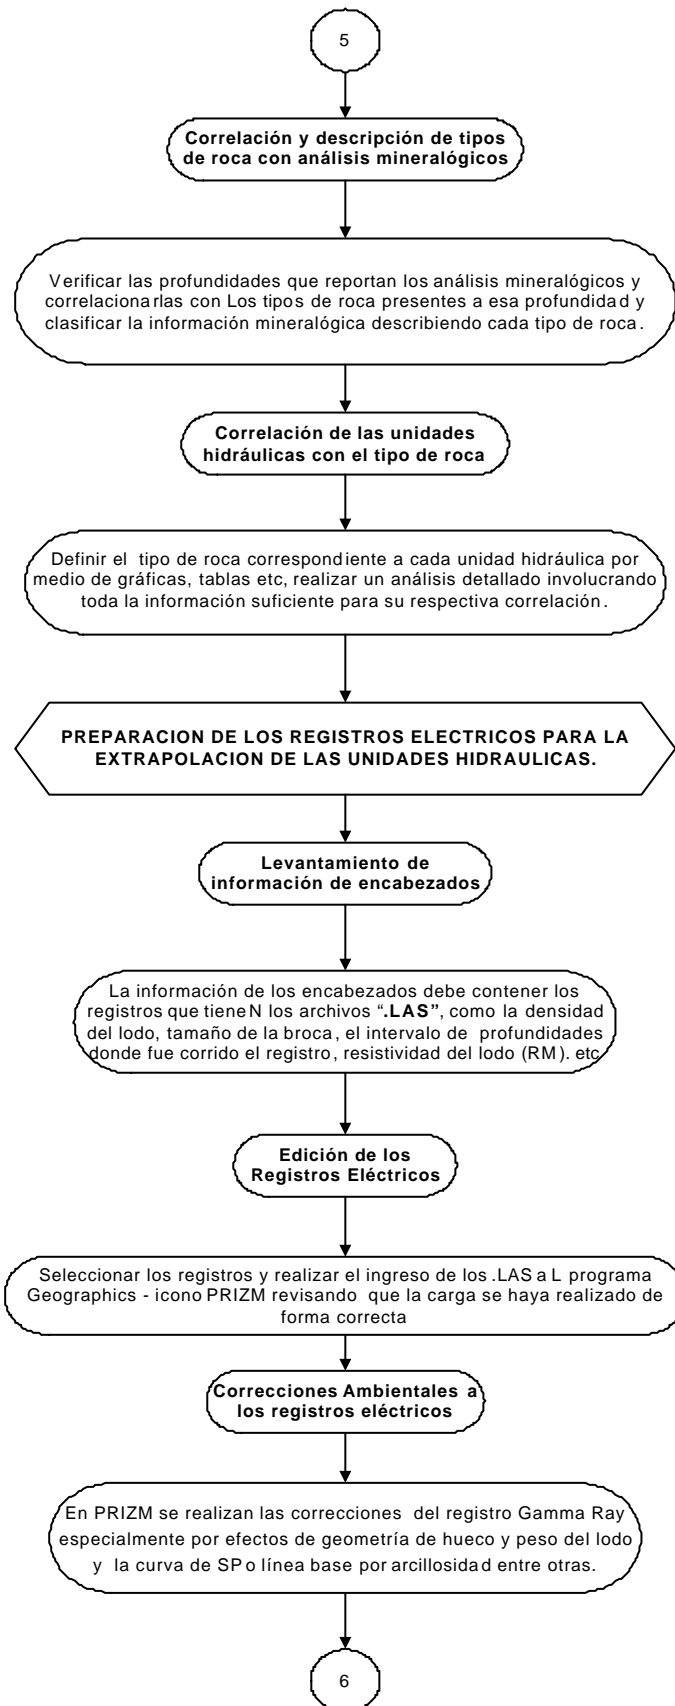 5
Correlación y descripción de tipos
de roca con análisis mineralógicos
Verificar las profundidades que reportan los análisis mineralógicos y
correlacionarlas con Los tipos de roca presentes a esa profundidad y
clasificar la información mineralógica describiendo cada tipo de roca.
Correlación de las unidades
hidráulicas con el tipo de roca
Definir el tipo de roca correspondiente a cada unidad hidráulica por
medio de gráficas, tablas etc, realizar un análisis detallado involucrando
toda la información suficiente para su respectiva correlación.
PREPARACION DE LOS REGISTROS ELECTRICOS PARA LA
EXTRAPOLACION DE LAS UNIDADES HIDRAULICAS.
Levantamiento de
información de encabezados
La información de los encabezados debe contener los
registros que tieneN los archivos “.LAS”, como la densidad
del lodo, tamaño de la broca, el intervalo de profundidades
donde fue corrido el registro, resistividad del lodo (RM). etc
Edición de los
Registros Eléctricos
Seleccionar los registros y realizar el ingreso de los .LAS a L programa
Geographics - icono PRIZM revisando que la carga se haya realizado de
forma correcta
Correcciones Ambientales a
los registros eléctricos
En PRIZM se realizan las correcciones del registro Gamma Ray
especialmente por efectos de geometría de hueco y peso del lodo
y la curva de SP o línea base por arcillosidad entre otras.
6